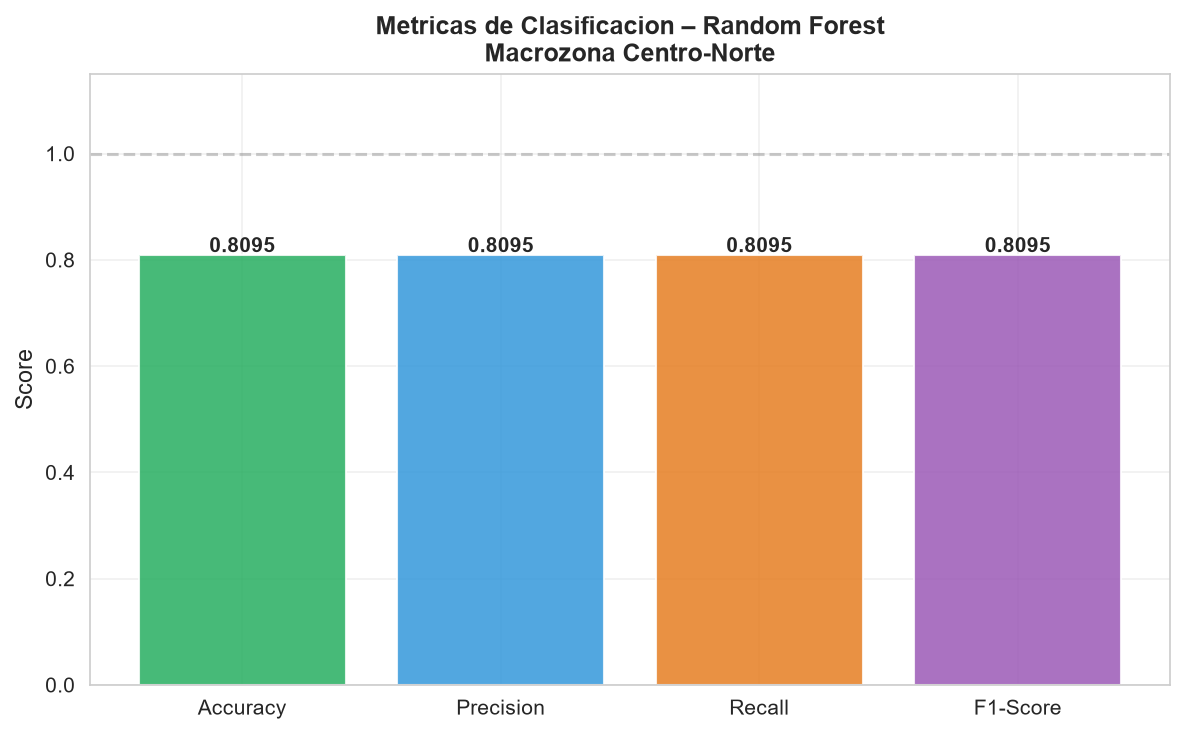 Metricas de Clasificacion – Random Forest
Macrozona Centro-Norte
Score
1.0
0.8
0.6
0.4
0.2
0.0
0.8095
0.8095
0.8095
0.8095
Accuracy
Precision
Recall
F1-Score